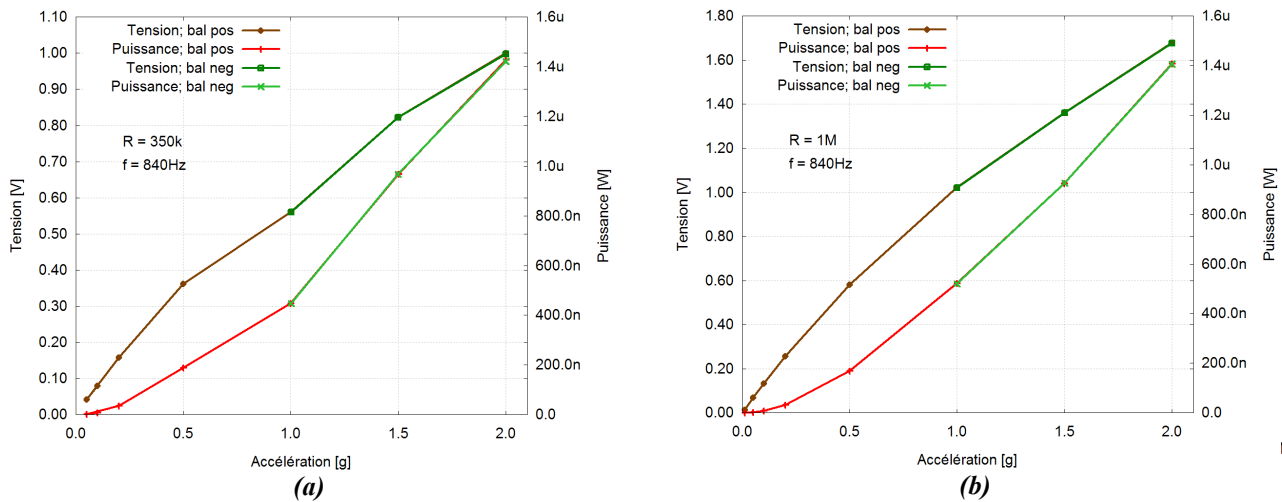 Tension; bal pos
Puissance; bal pos
Tension; bal neg
Puissance; bal neg
R = 350k
f = 840Hz
Tension [V]
1.10
1.00
0.90
0.80
0.70
0.60
0.50
0.40
0.30
0.20
0.10
0.00
0.0
0.5
1.0
1.5
2.0
Accélération [g]
1.6u
1.4u
1.2u
1.0u
800.0n
600.0n
400.0n
200.0n
0.0
Puissance [W]
(a)
Tension; bal pos
Puissance; bal pos
Tension; bal neg
Puissance; bal neg
R = 1M
f = 840Hz
Tension [V]
1.80
1.60
1.40
1.20
1.00
0.80
0.60
0.40
0.20
0.00
0.0
0.5
1.0
1.5
2.0
Accélération [g]
1.6u
1.4u
1.2u
1.0u
800.0n
600.0n
400.0n
200.0n
0.0
Puissance [W]
(b)